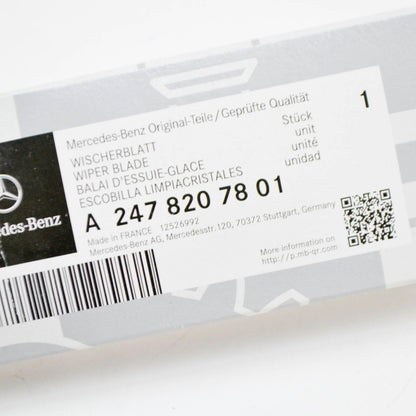 Mercedes-Benz Original-Teile/Geprüfte Qualität
WISCHERBLATT Stück 1
WIPER BLADE unit
BALAI D'ESSUIE-GLACE unité
ESCOBILLA LIMPIACRISTALES unidad
A 247 820 78 01
Made in FRANCE 12526992
Mercedes-Benz AG, Mercedesstr.120, 70372 Stuttgart, Germany
More information on
http://p.mb-qr.com
des-Benz